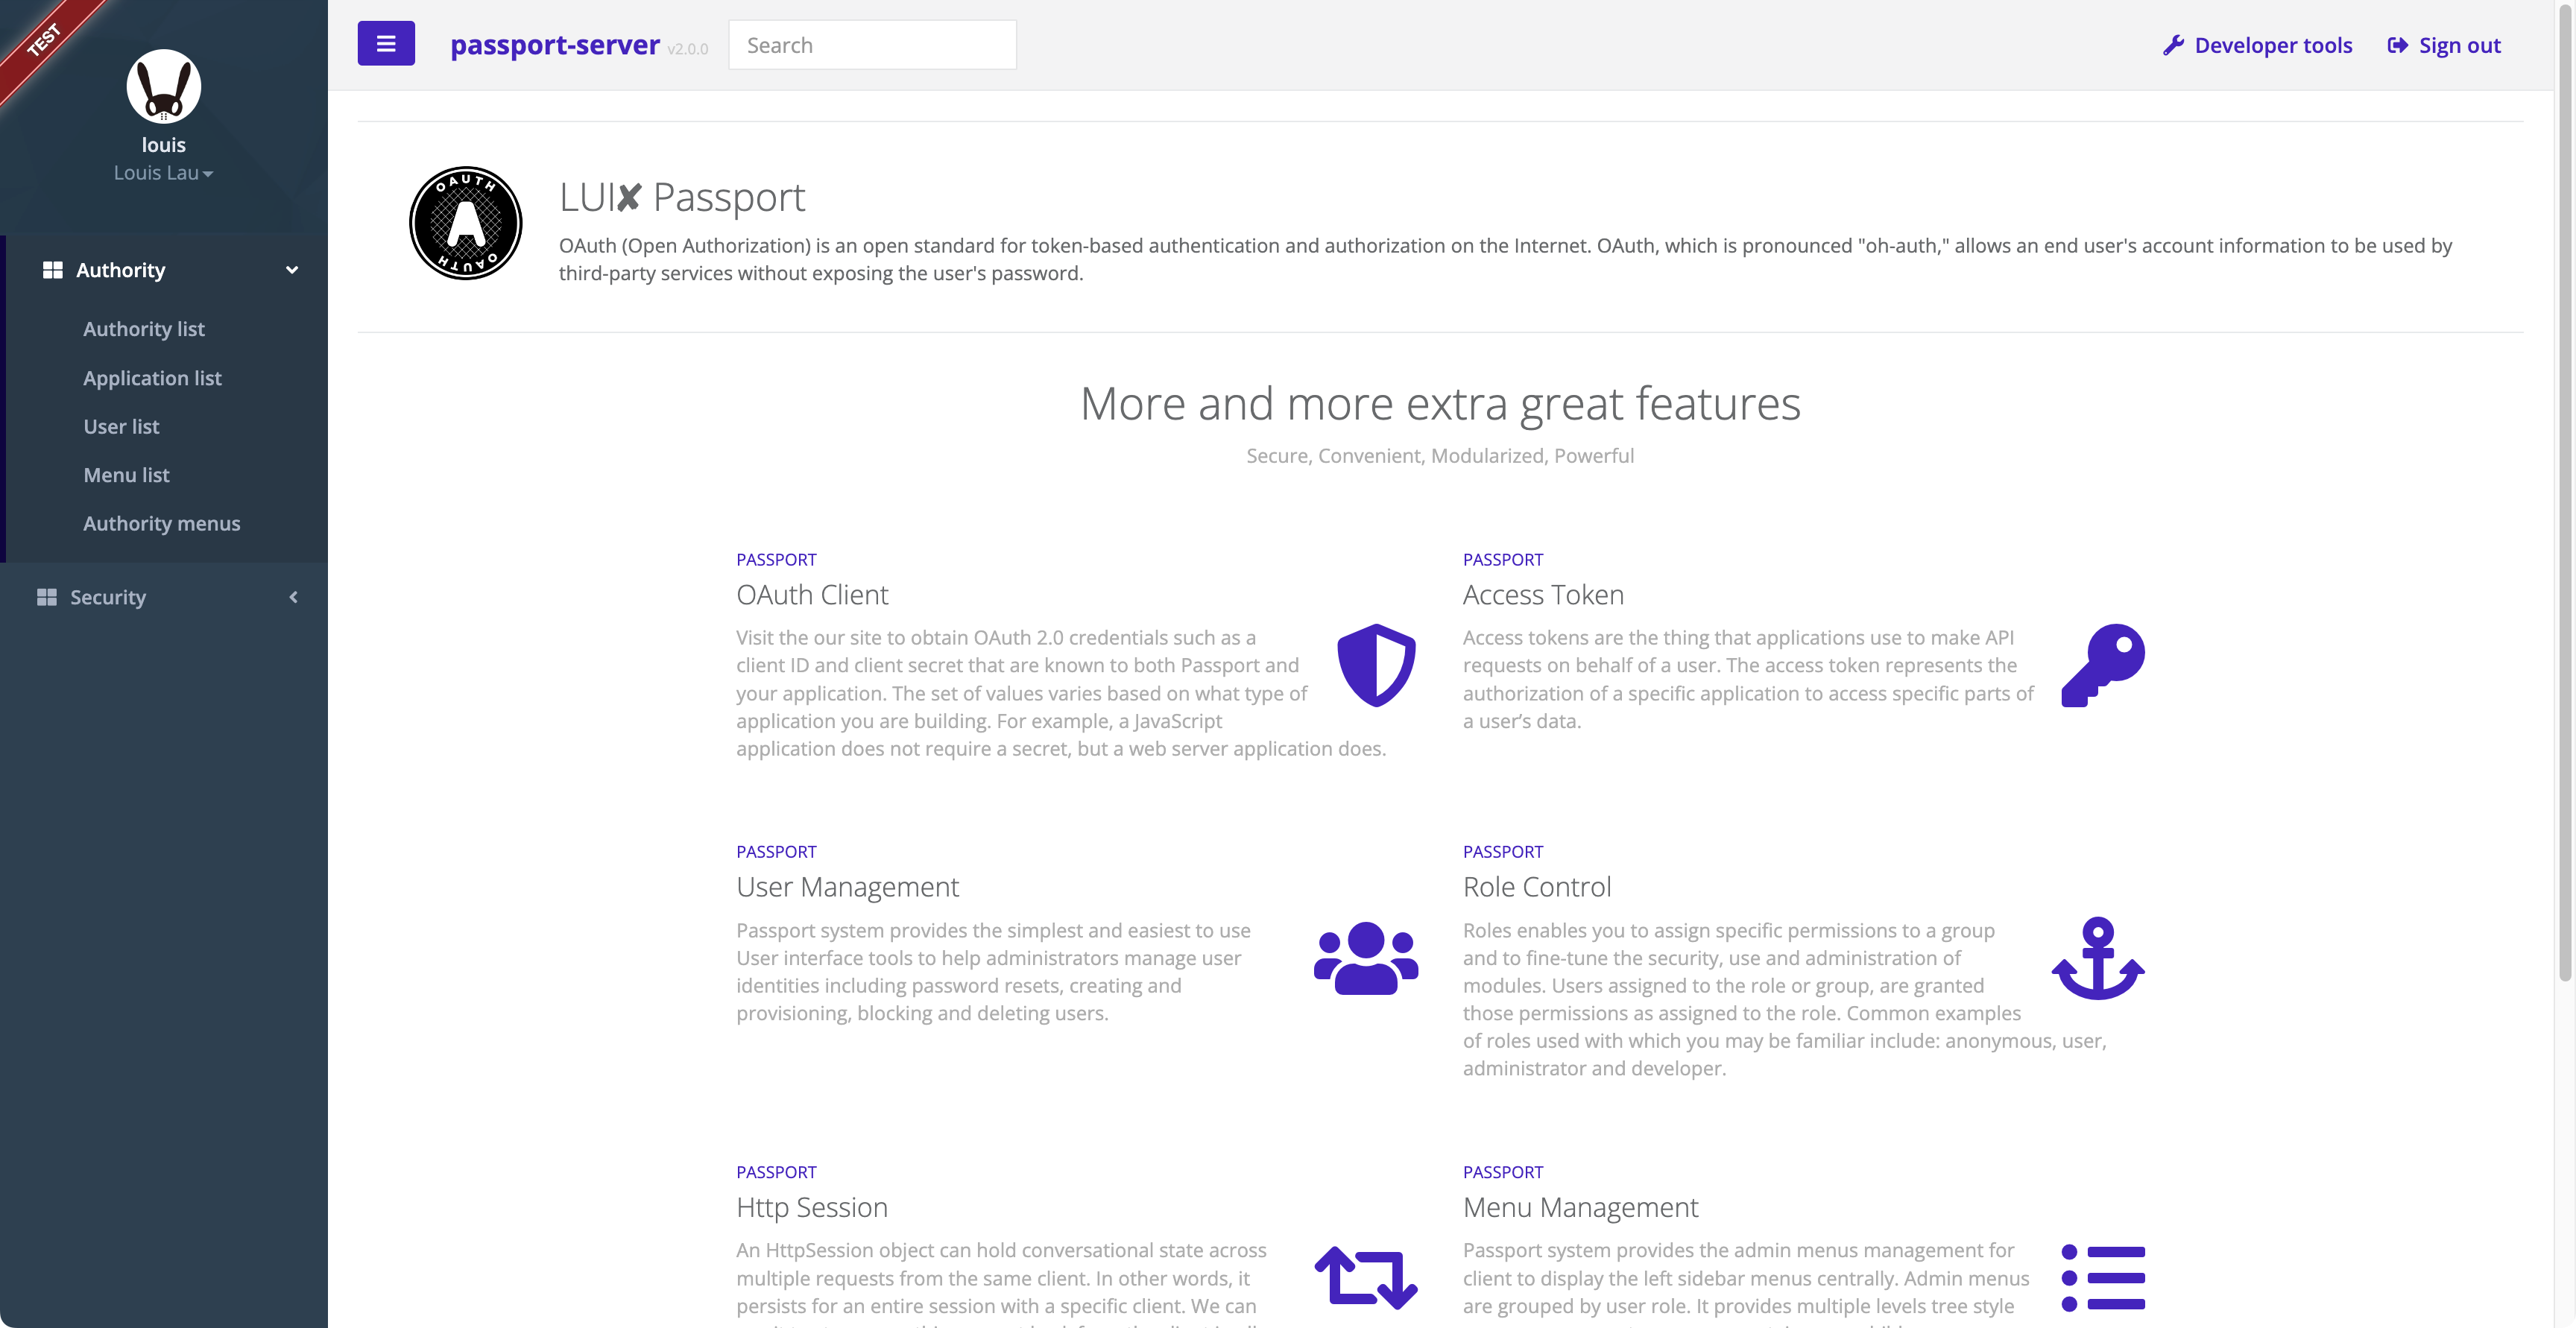 TEST
louis
Louis Lau
Authority
Authority list
Application list
User list
Menu list
Authority menus
Security
passport-server v2.0.0
Search
Developer tools
Sign out
OAUTH
A
OAUTH
LUI✘ Passport
OAuth (Open Authorization) is an open standard for token-based authentication and authorization on the Internet. OAuth, which is pronounced "oh-auth," allows an end user's account information to be used by
third-party services without exposing the user's password.
More and more extra great features
Secure, Convenient, Modularized, Powerful
PASSPORT
OAuth Client
Visit the our site to obtain OAuth 2.0 credentials such as a
client ID and client secret that are known to both Passport and
your application. The set of values varies based on what type of
application you are building. For example, a JavaScript
application does not require a secret, but a web server application does.
PASSPORT
Access Token
Access tokens are the thing that applications use to make API
requests on behalf of a user. The access token represents the
authorization of a specific application to access specific parts of
a user’s data.
PASSPORT
User Management
Passport system provides the simplest and easiest to use
User interface tools to help administrators manage user
identities including password resets, creating and
provisioning, blocking and deleting users.
PASSPORT
Role Control
Roles enables you to assign specific permissions to a group
and to fine-tune the security, use and administration of
modules. Users assigned to the role or group, are granted
those permissions as assigned to the role. Common examples
of roles used with which you may be familiar include: anonymous, user,
administrator and developer.
PASSPORT
Http Session
An HttpSession object can hold conversational state across
multiple requests from the same client. In other words, it
persists for an entire session with a specific client. We can
PASSPORT
Menu Management
Passport system provides the admin menus management for
client to display the left sidebar menus centrally. Admin menus
are grouped by user role. It provides multiple levels tree style